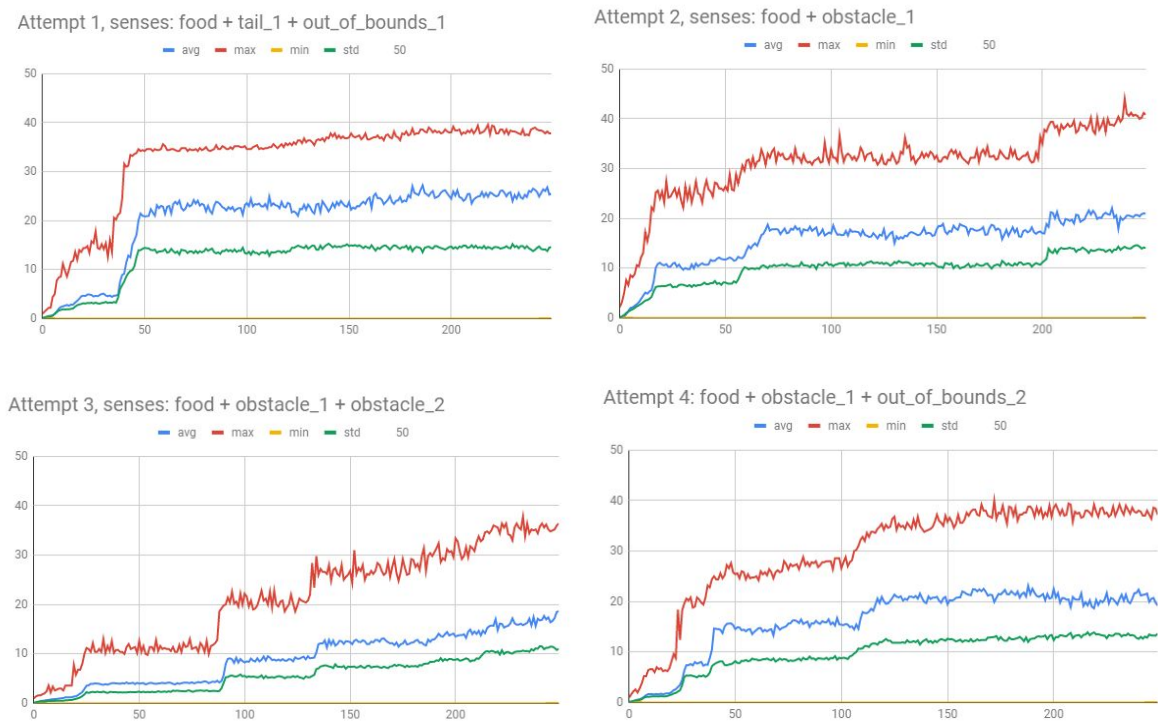 Attempt 1, senses: food + tail_1 + out_of_bounds_1
avg max min std 50
50
40
30
20
10
0
0 50 100 150 200
Attempt 2, senses: food + obstacle_1
avg max min std 50
50
40
30
20
10
0
0 50 100 150 200
Attempt 3, senses: food + obstacle_1 + obstacle_2
avg max min std 50
50
40
30
20
10
0
0 50 100 150 200
Attempt 4: food + obstacle_1 + out_of_bounds_2
avg max min std 50
50
40
30
20
10
0
0 50 100 150 200